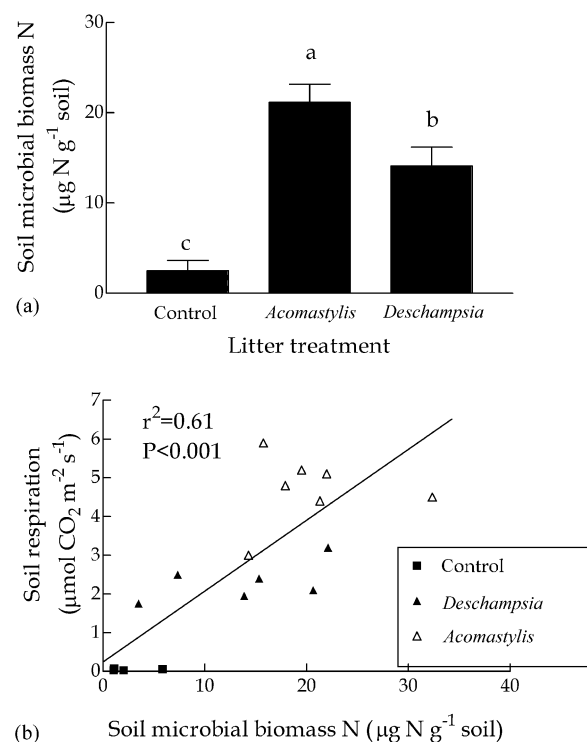 30
20
10
0
Soil microbial biomass N
(µg N g⁻¹ soil)
c
a
b
Control
Acomastylis
Deschampsia
Litter treatment
(a)
7
6
5
4
3
2
1
0
Soil respiration
(µmol CO₂ m⁻² s⁻¹)
r²=0.61
P<0.001
Control
Deschampsia
Acomastylis
0
10
20
30
40
Soil microbial biomass N (µg N g⁻¹ soil)
(b)